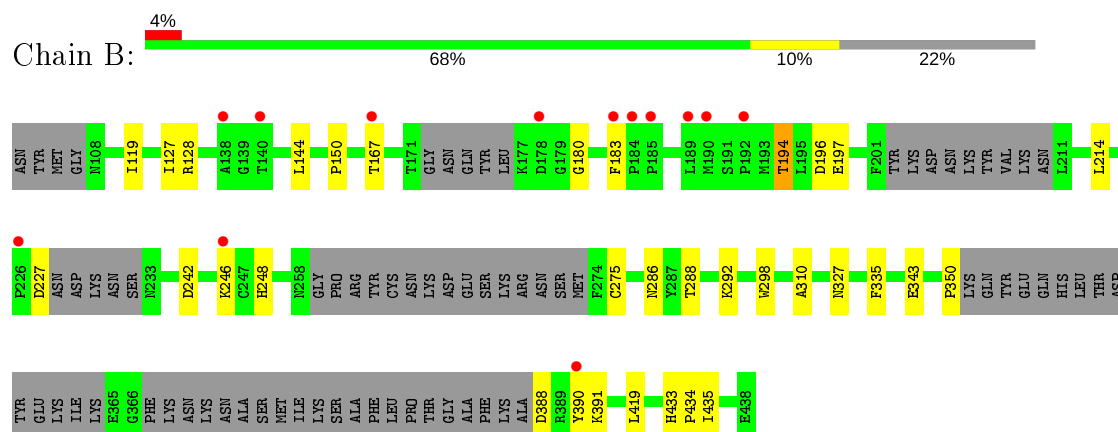 4%
Chain B:
68% 10% 22%
ASN TYR MET GLY N108 I119 I127 R128 A138 G139 T140 L144 P150 T167 T171 GLY ASN GLN TYR LEU K177 D178 G179 G180 F183 P184 P185 L189 M190 S191 P192 M193 T194 L195 D196 E197 F201 TYR LYS ASP ASN LYS TYR VAL LYS ASN L211 L214
P226 D227 ASN ASP LYS ASN SER N233 D242 K246 C247 H248 N258 GLY PRO ARG TYR CYS ASN LYS ASP GLU SER LYS ARG ASN SER MET F274 C275 N286 Y287 T288 K292 W298 A310 N327 F335 E343 P350 LYS GLN TYR GLU GLN HIS LEU THR ASP
TYR GLU LYS ILE LYS E365 G366 PHE LYS ASN LYS ASN ALA SER MET ILE LYS SER ALA PHE LEU PRO THR GLY ALA PHE LYS ALA D388 R389 Y390 K391 L419 H433 P434 I435 E438